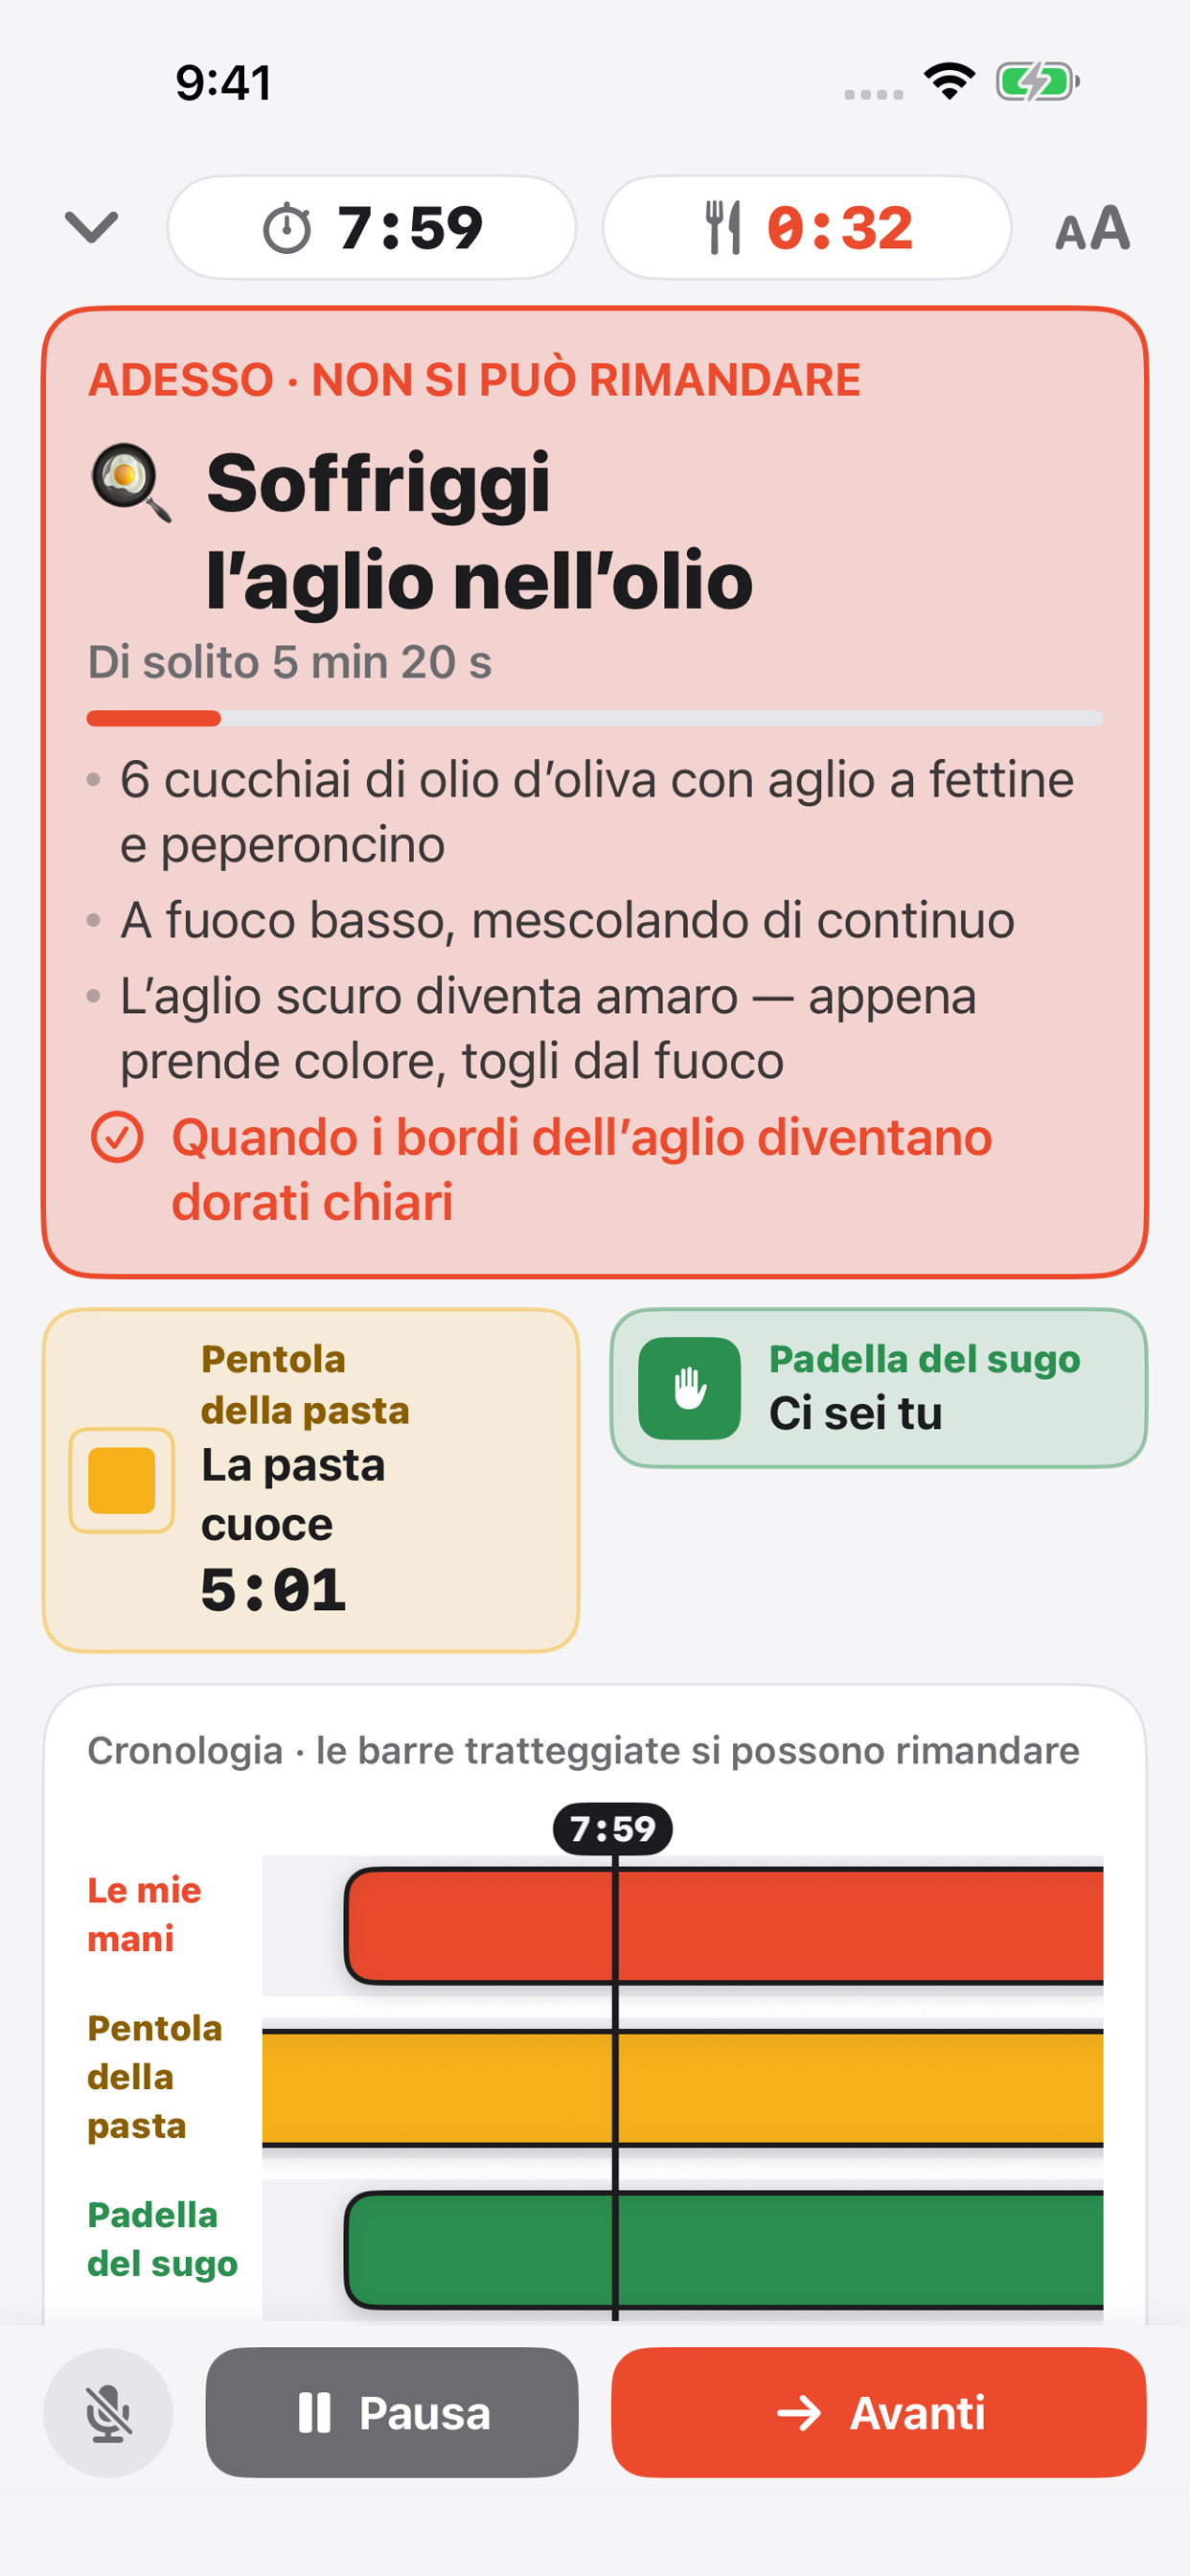 9:41
7:59
0:32
AA
ADESSO · NON SI PUÒ RIMANDARE
Soffriggi
l’aglio nell’olio
Di solito 5 min 20 s
• 6 cucchiai di olio d’oliva con aglio a fettine
e peperoncino
• A fuoco basso, mescolando di continuo
• L’aglio scuro diventa amaro — appena
prende colore, togli dal fuoco
Quando i bordi dell’aglio diventano
dorati chiari
Pentola
della pasta
La pasta
cuoce
5:01
Padella del sugo
Ci sei tu
Cronologia · le barre tratteggiate si possono rimandare
7:59
Le mie
mani
Pentola
della
pasta
Padella
del sugo
Pausa
Avanti